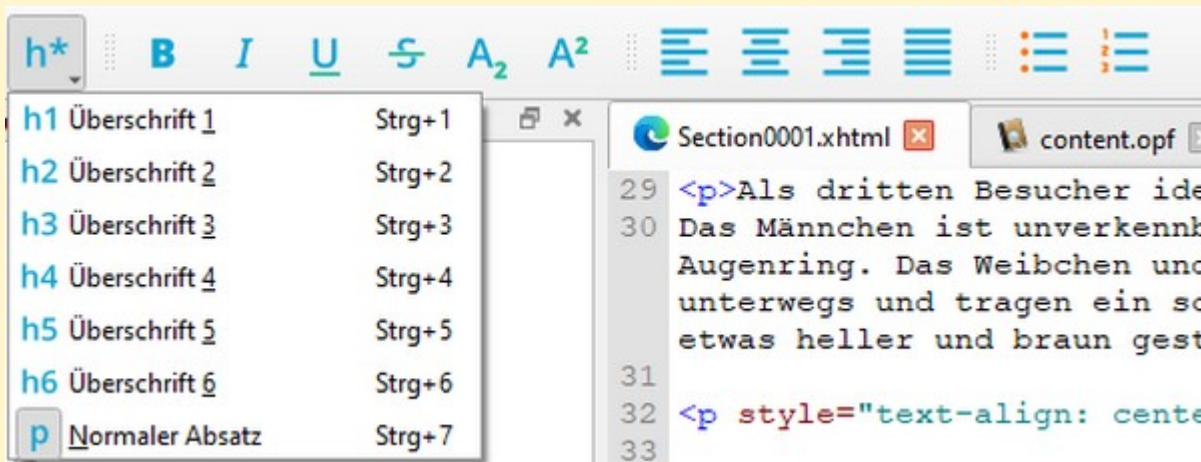 h* B I U S A2 A²
h1 Überschrift 1 Strg+1
h2 Überschrift 2 Strg+2
h3 Überschrift 3 Strg+3
h4 Überschrift 4 Strg+4
h5 Überschrift 5 Strg+5
h6 Überschrift 6 Strg+6
p Normaler Absatz Strg+7
Section0001.xhtml content.opf
29 <p>Als dritten Besucher ide
30 Das Männchen ist unverkennb
Augenring. Das Weibchen und
unterwegs und tragen ein sc
etwas heller und braun gest
31
32 <p style="text-align: cente
33